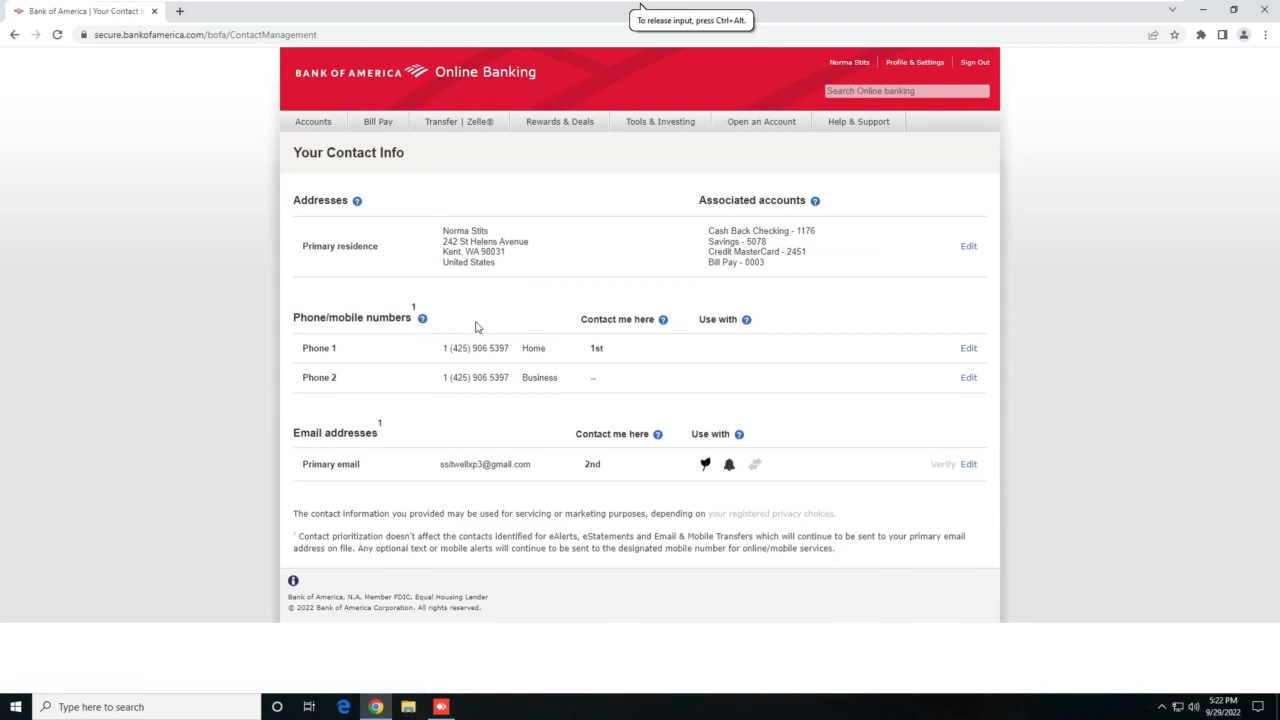 Bank of America | Your Contact I
To release input, press Ctrl+Alt.
secure.bankofamerica.com/bofa/ContactManagement
Norma Stits Profile & Settings Sign Out
BANK OF AMERICA Online Banking
Search Online banking
Accounts Bill Pay Transfer | Zelle® Rewards & Deals Tools & Investing Open an Account Help & Support
Your Contact Info
Addresses ? Associated accounts ?
Primary residence
Norma Stits
242 St Helens Avenue
Kent, WA 98031
United States
Cash Back Checking - 1176
Savings - 5078
Credit MasterCard - 2451
Bill Pay - 0003
Edit
Phone/mobile numbers 1 ? Contact me here ? Use with ?
Phone 1 1 (425) 906 5397 Home 1st Edit
Phone 2 1 (425) 906 5397 Business -- Edit
Email addresses 1 Contact me here ? Use with ?
Primary email ssitwellxp3@gmail.com 2nd Verify Edit
The contact information you provided may be used for servicing or marketing purposes, depending on your registered privacy choices.
1 Contact prioritization doesn't affect the contacts identified for eAlerts, eStatements and Email & Mobile Transfers which will continue to be sent to your primary email
address on file. Any optional text or mobile alerts will continue to be sent to the designated mobile number for online/mobile services.
Bank of America, N.A. Member FDIC. Equal Housing Lender
© 2022 Bank of America Corporation. All rights reserved.
Type here to search
5:22 PM
9/29/2022